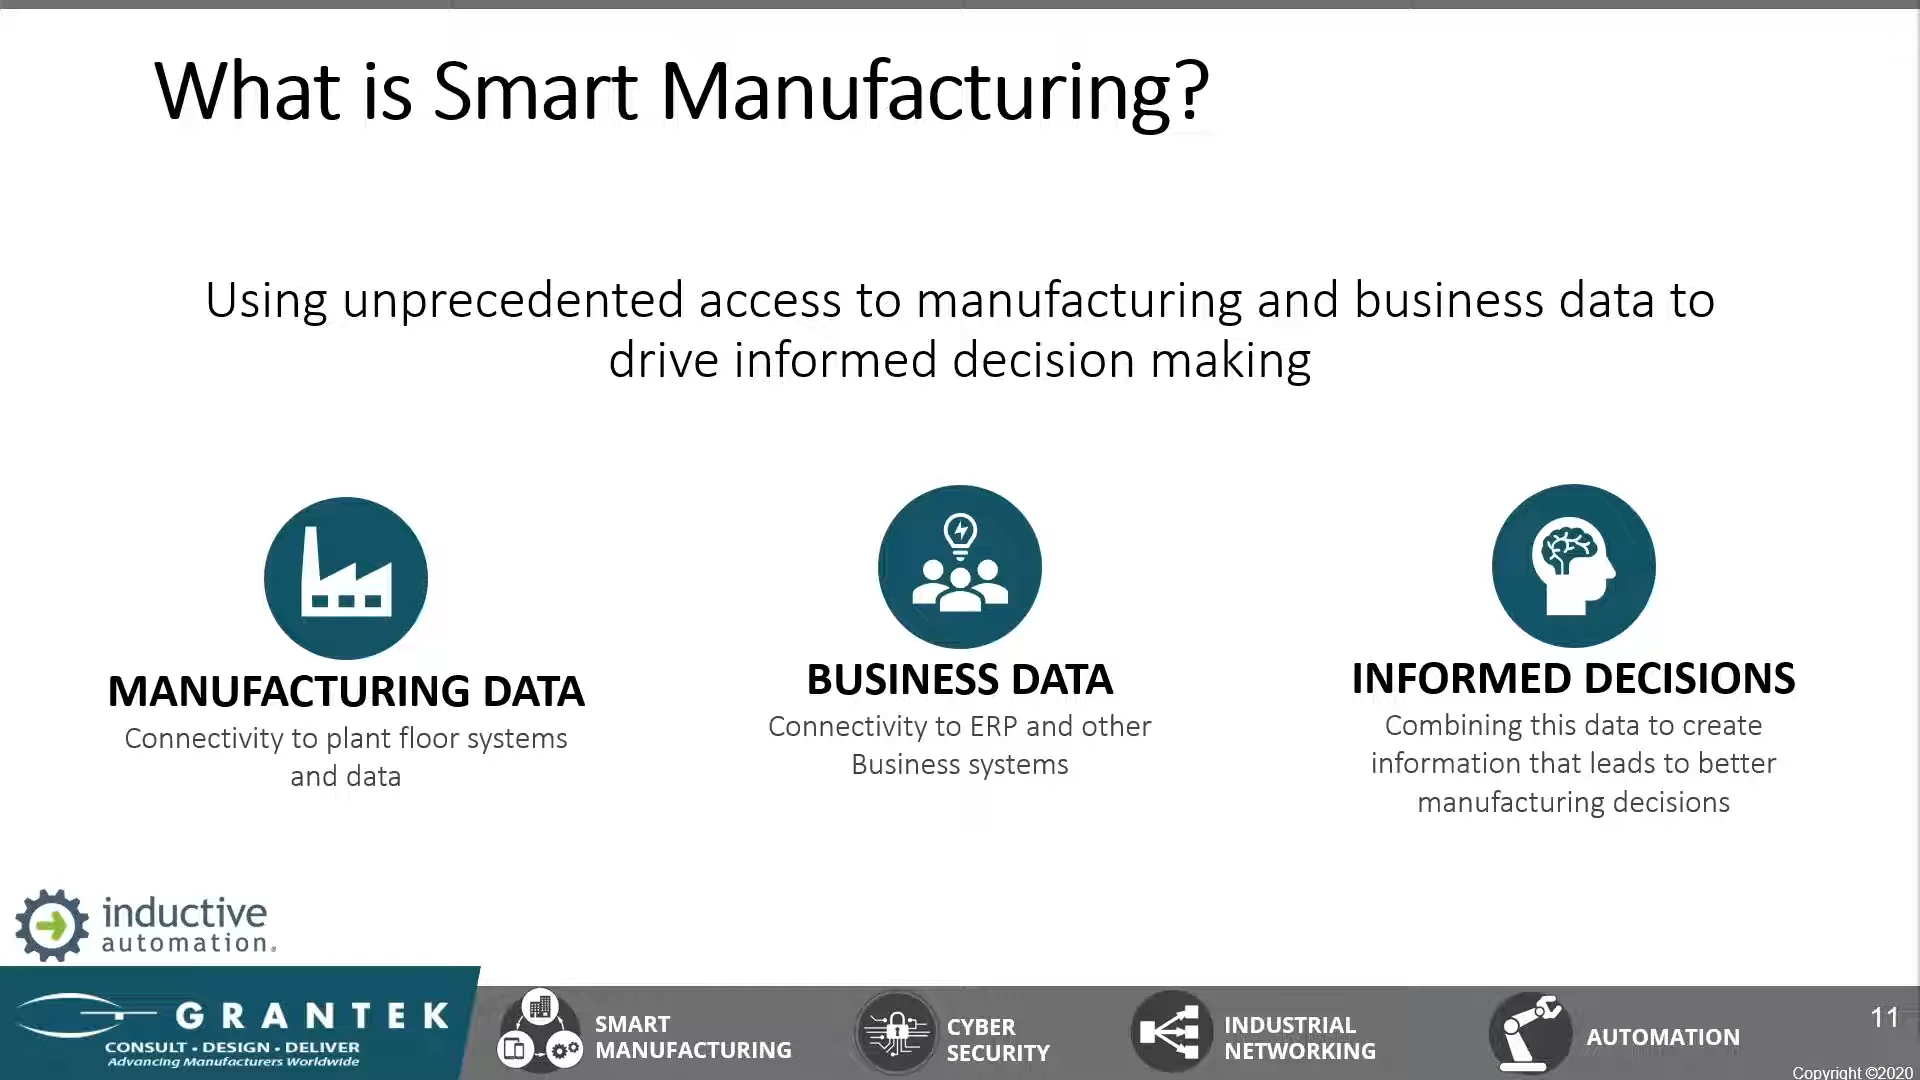 What is Smart Manufacturing?
Using unprecedented access to manufacturing and business data to
drive informed decision making
MANUFACTURING DATA
Connectivity to plant floor systems
and data
BUSINESS DATA
Connectivity to ERP and other
Business systems
INFORMED DECISIONS
Combining this data to create
information that leads to better
manufacturing decisions
inductive
automation®
GRANTEK
CONSULT • DESIGN • DELIVER
Advancing Manufacturers Worldwide
SMART
MANUFACTURING
CYBER
SECURITY
INDUSTRIAL
NETWORKING
AUTOMATION
11
Copyright ©2020